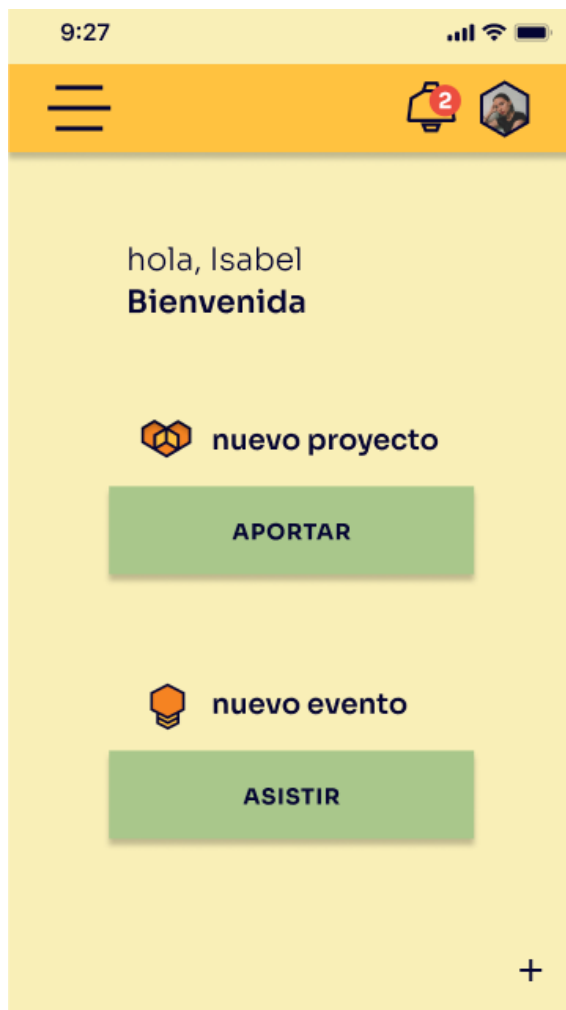 9:27
2
hola, Isabel
Bienvenida
nuevo proyecto
APORTAR
nuevo evento
ASISTIR
+